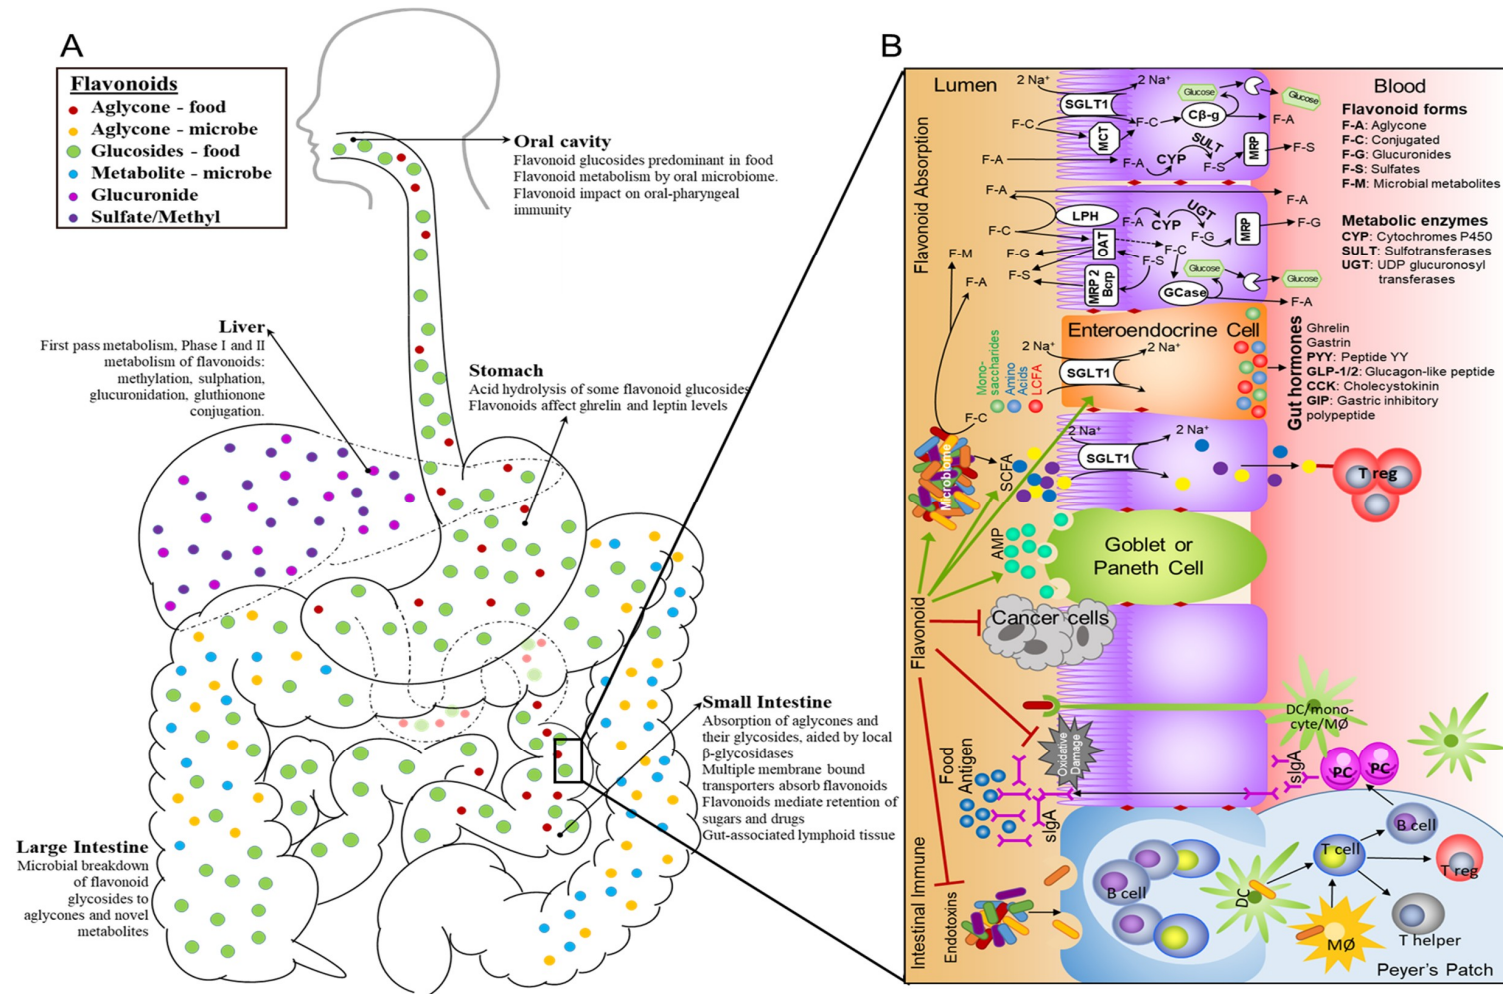 A
Flavonoids
Aglycone - food
Aglycone - microbe
Glucosides - food
Metabolite - microbe
Glucuronide
Sulfate/Methyl
Oral cavity
Flavonoid glucosides predominant in food
Flavonoid metabolism by oral microbiome.
Flavonoid impact on oral-pharyngeal
immunity
Liver
First pass metabolism, Phase I and II
metabolism of flavonoids:
methylation, sulphation,
glucuronidation, gluthionone
conjugation.
Stomach
Acid hydrolysis of some flavonoid glucosides
Flavonoids affect ghrelin and leptin levels
Small Intestine
Absorption of aglycones and
their glycosides, aided by local
β-glycosidases
Multiple membrane bound
transporters absorb flavonoids
Flavonoids mediate retention of
sugars and drugs
Gut-associated lymphoid tissue
Large Intestine
Microbial breakdown
of flavonoid
glycosides to
aglycones and novel
metabolites
B
Lumen
Blood
Flavonoid Absorption
2 Na⁺
2 Na⁺
SGLT1
F-C
MCT
F-C
Cβ-g
Glucose
Glucose
F-A
F-A
F-A
CYP
SULT
F-S
MRP
F-S
F-A
F-A
LPH
F-A
CYP
UGT
F-G
MRP
F-G
F-C
OAT
F-C
F-G
F-S
F-S
MRP 2
Bcrp
Glucose
Glucose
GCase
F-A
F-M
F-A
Flavonoid forms
F-A: Aglycone
F-C: Conjugated
F-G: Glucuronides
F-S: Sulfates
F-M: Microbial metabolites
Metabolic enzymes
CYP: Cytochromes P450
SULT: Sulfotransferases
UGT: UDP glucuronosyl
transferases
Enteroendocrine Cell
2 Na⁺
2 Na⁺
SGLT1
Mono-
saccharides
Amino
Acids
LCFA
Gut hormones
Ghrelin
Gastrin
PYY: Peptide YY
GLP-1/2: Glucagon-like peptide
CCK: Cholecystokinin
GIP: Gastric inhibitory
polypeptide
F-C
Microbiome
SCFA
2 Na⁺
2 Na⁺
SGLT1
T reg
AMP
Goblet or
Paneth Cell
Flavonoid
Cancer cells
DC/mono-
cyte/MØ
Oxidative
Damage
Food
Antigen
sIgA
sIgA
PC
PC
Intestinal Immune
Endotoxins
B cell
DC
T cell
B cell
T reg
T helper
MØ
Peyer's Patch